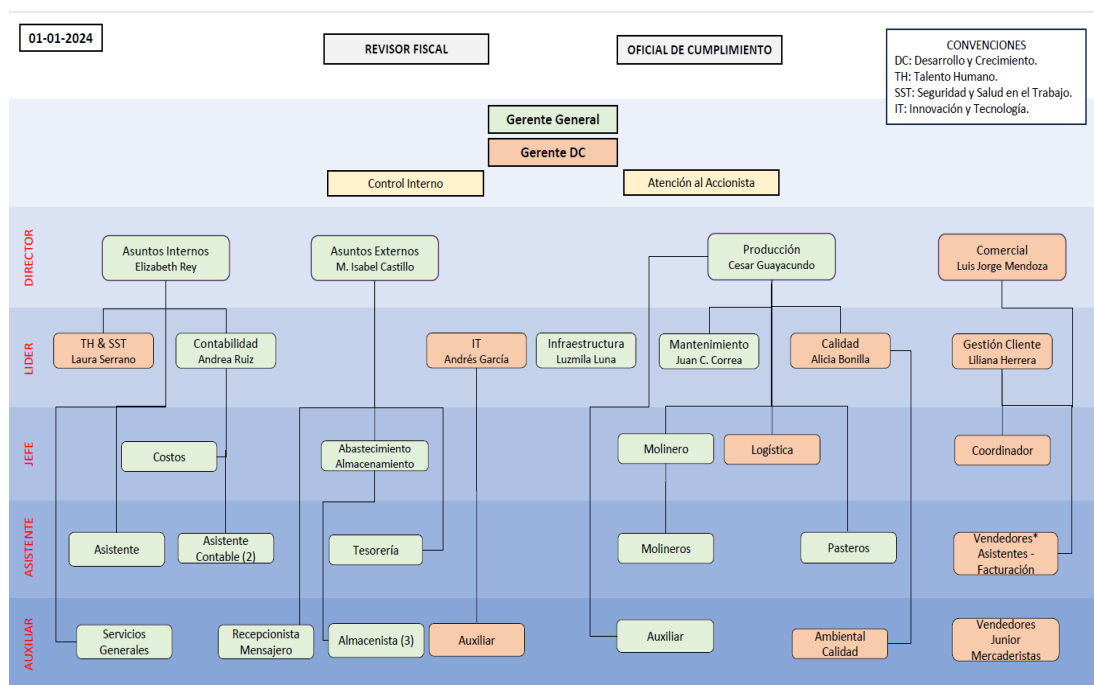 01-01-2024
REVISOR FISCAL
OFICIAL DE CUMPLIMIENTO
CONVENCIONES
DC: Desarrollo y Crecimiento.
TH: Talento Humano.
SST: Seguridad y Salud en el Trabajo.
IT: Innovación y Tecnología.
Gerente General
Gerente DC
Control Interno
Atención al Accionista
DIRECTOR
Asuntos Internos
Elizabeth Rey
Asuntos Externos
M. Isabel Castillo
Producción
Cesar Guayacundo
Comercial
Luis Jorge Mendoza
LIDER
TH & SST
Laura Serrano
Contabilidad
Andrea Ruiz
IT
Andrés García
Infraestructura
Luzmila Luna
Mantenimiento
Juan C. Correa
Calidad
Alicia Bonilla
Gestión Cliente
Liliana Herrera
JEFE
Costos
Abastecimiento
Almacenamiento
Molinero
Logística
Coordinador
ASISTENTE
Asistente
Asistente
Contable (2)
Tesorería
Molineros
Pasteros
Vendedores*
Asistentes -
Facturación
AUXILIAR
Servicios
Generales
Recepcionista
Mensajero
Almacenista (3)
Auxiliar
Auxiliar
Ambiental
Calidad
Vendedores
Junior
Mercaderistas